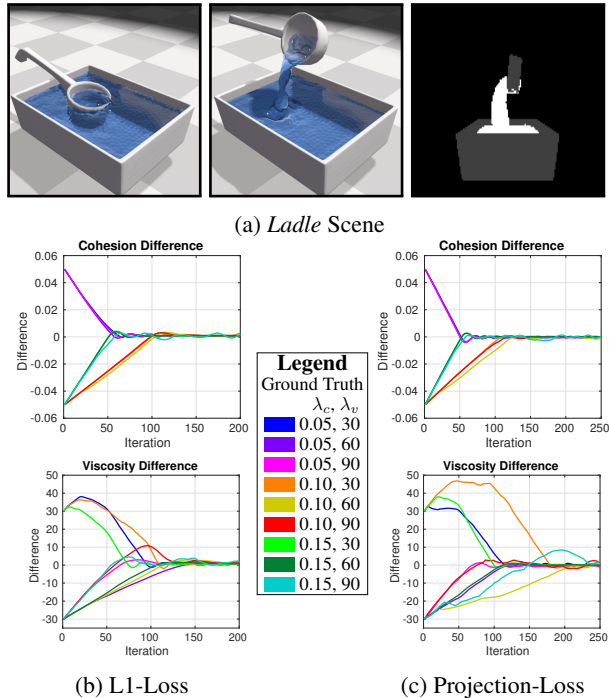 (a) Ladle Scene
Cohesion Difference
0.06
0.04
0.02
0
-0.02
-0.04
-0.06
Difference
0 50 100 150 200
Iteration
Viscosity Difference
50
40
30
20
10
0
-10
-20
-30
Difference
0 50 100 150 200
Iteration
(b) L1-Loss
Legend
Ground Truth
λc, λv
0.05, 30
0.05, 60
0.05, 90
0.10, 30
0.10, 60
0.10, 90
0.15, 30
0.15, 60
0.15, 90
Cohesion Difference
0.06
0.04
0.02
0
-0.02
-0.04
-0.06
Difference
0 50 100 150 200
Iteration
Viscosity Difference
50
40
30
20
10
0
-10
-20
-30
Difference
0 50 100 150 200 250
Iteration
(c) Projection-Loss